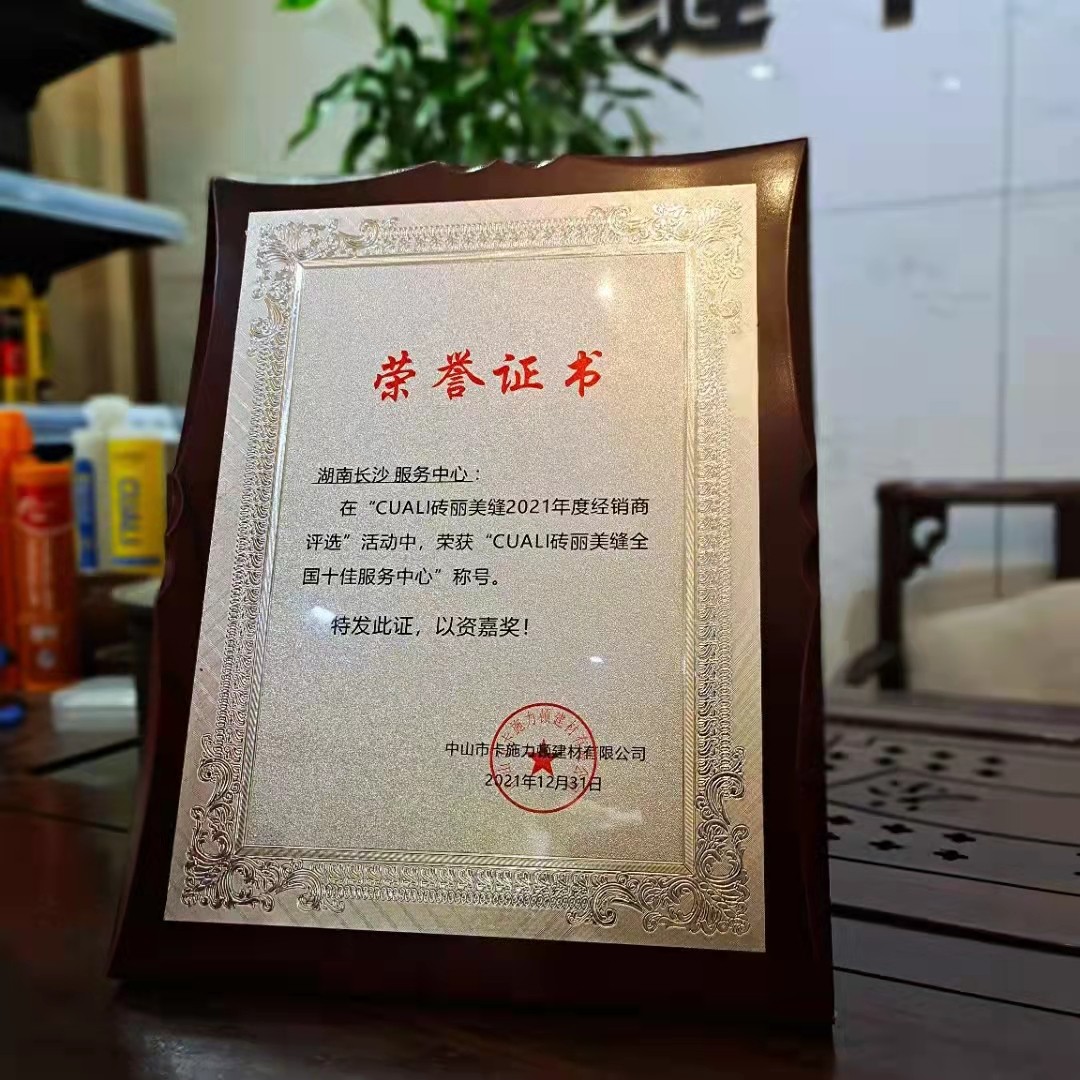 荣誉证书
湖南长沙 服务中心：
在“CUALI砖丽美缝2021年度经销商
评选”活动中，荣获“CUALI砖丽美缝全
国十佳服务中心”称号。
特发此证，以资嘉奖！
中山市卡施力顿建材有限公司
2021年12月31日
CUALI